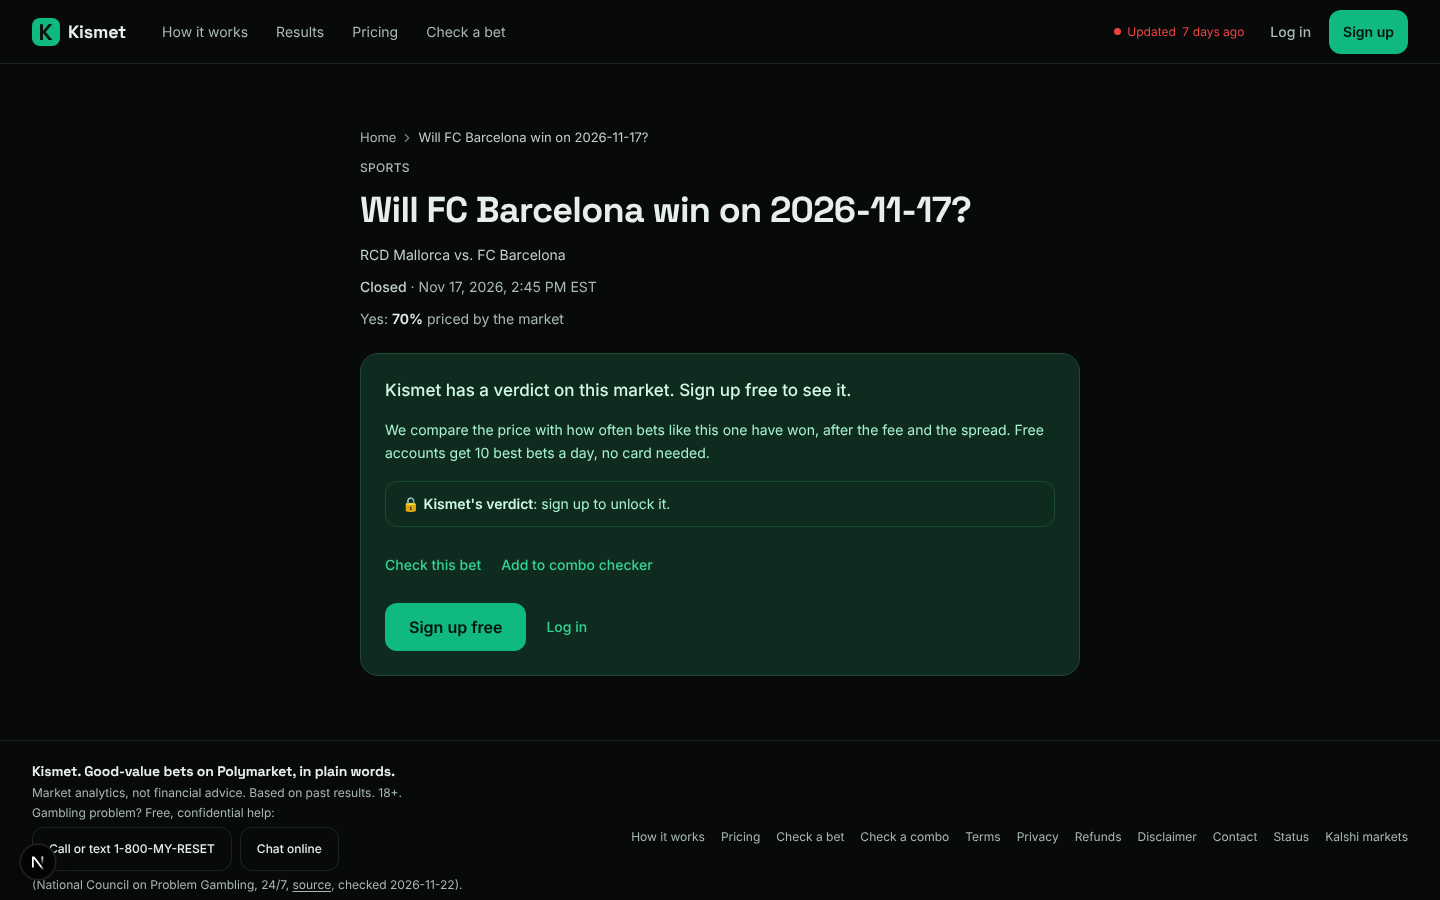 K Kismet How it works Results Pricing Check a bet Updated 7 days ago Log in Sign up
Home > Will FC Barcelona win on 2026-11-17?
SPORTS
Will FC Barcelona win on 2026-11-17?
RCD Mallorca vs. FC Barcelona
Closed · Nov 17, 2026, 2:45 PM EST
Yes: 70% priced by the market
Kismet has a verdict on this market. Sign up free to see it.
We compare the price with how often bets like this one have won, after the fee and the spread. Free
accounts get 10 best bets a day, no card needed.
🔒 Kismet's verdict: sign up to unlock it.
Check this bet Add to combo checker
Sign up free Log in
Kismet. Good-value bets on Polymarket, in plain words.
Market analytics, not financial advice. Based on past results. 18+.
Gambling problem? Free, confidential help:
How it works Pricing Check a bet Check a combo Terms Privacy Refunds Disclaimer Contact Status Kalshi markets
Call or text 1-800-MY-RESET Chat online
N
(National Council on Problem Gambling, 24/7, source, checked 2026-11-22).